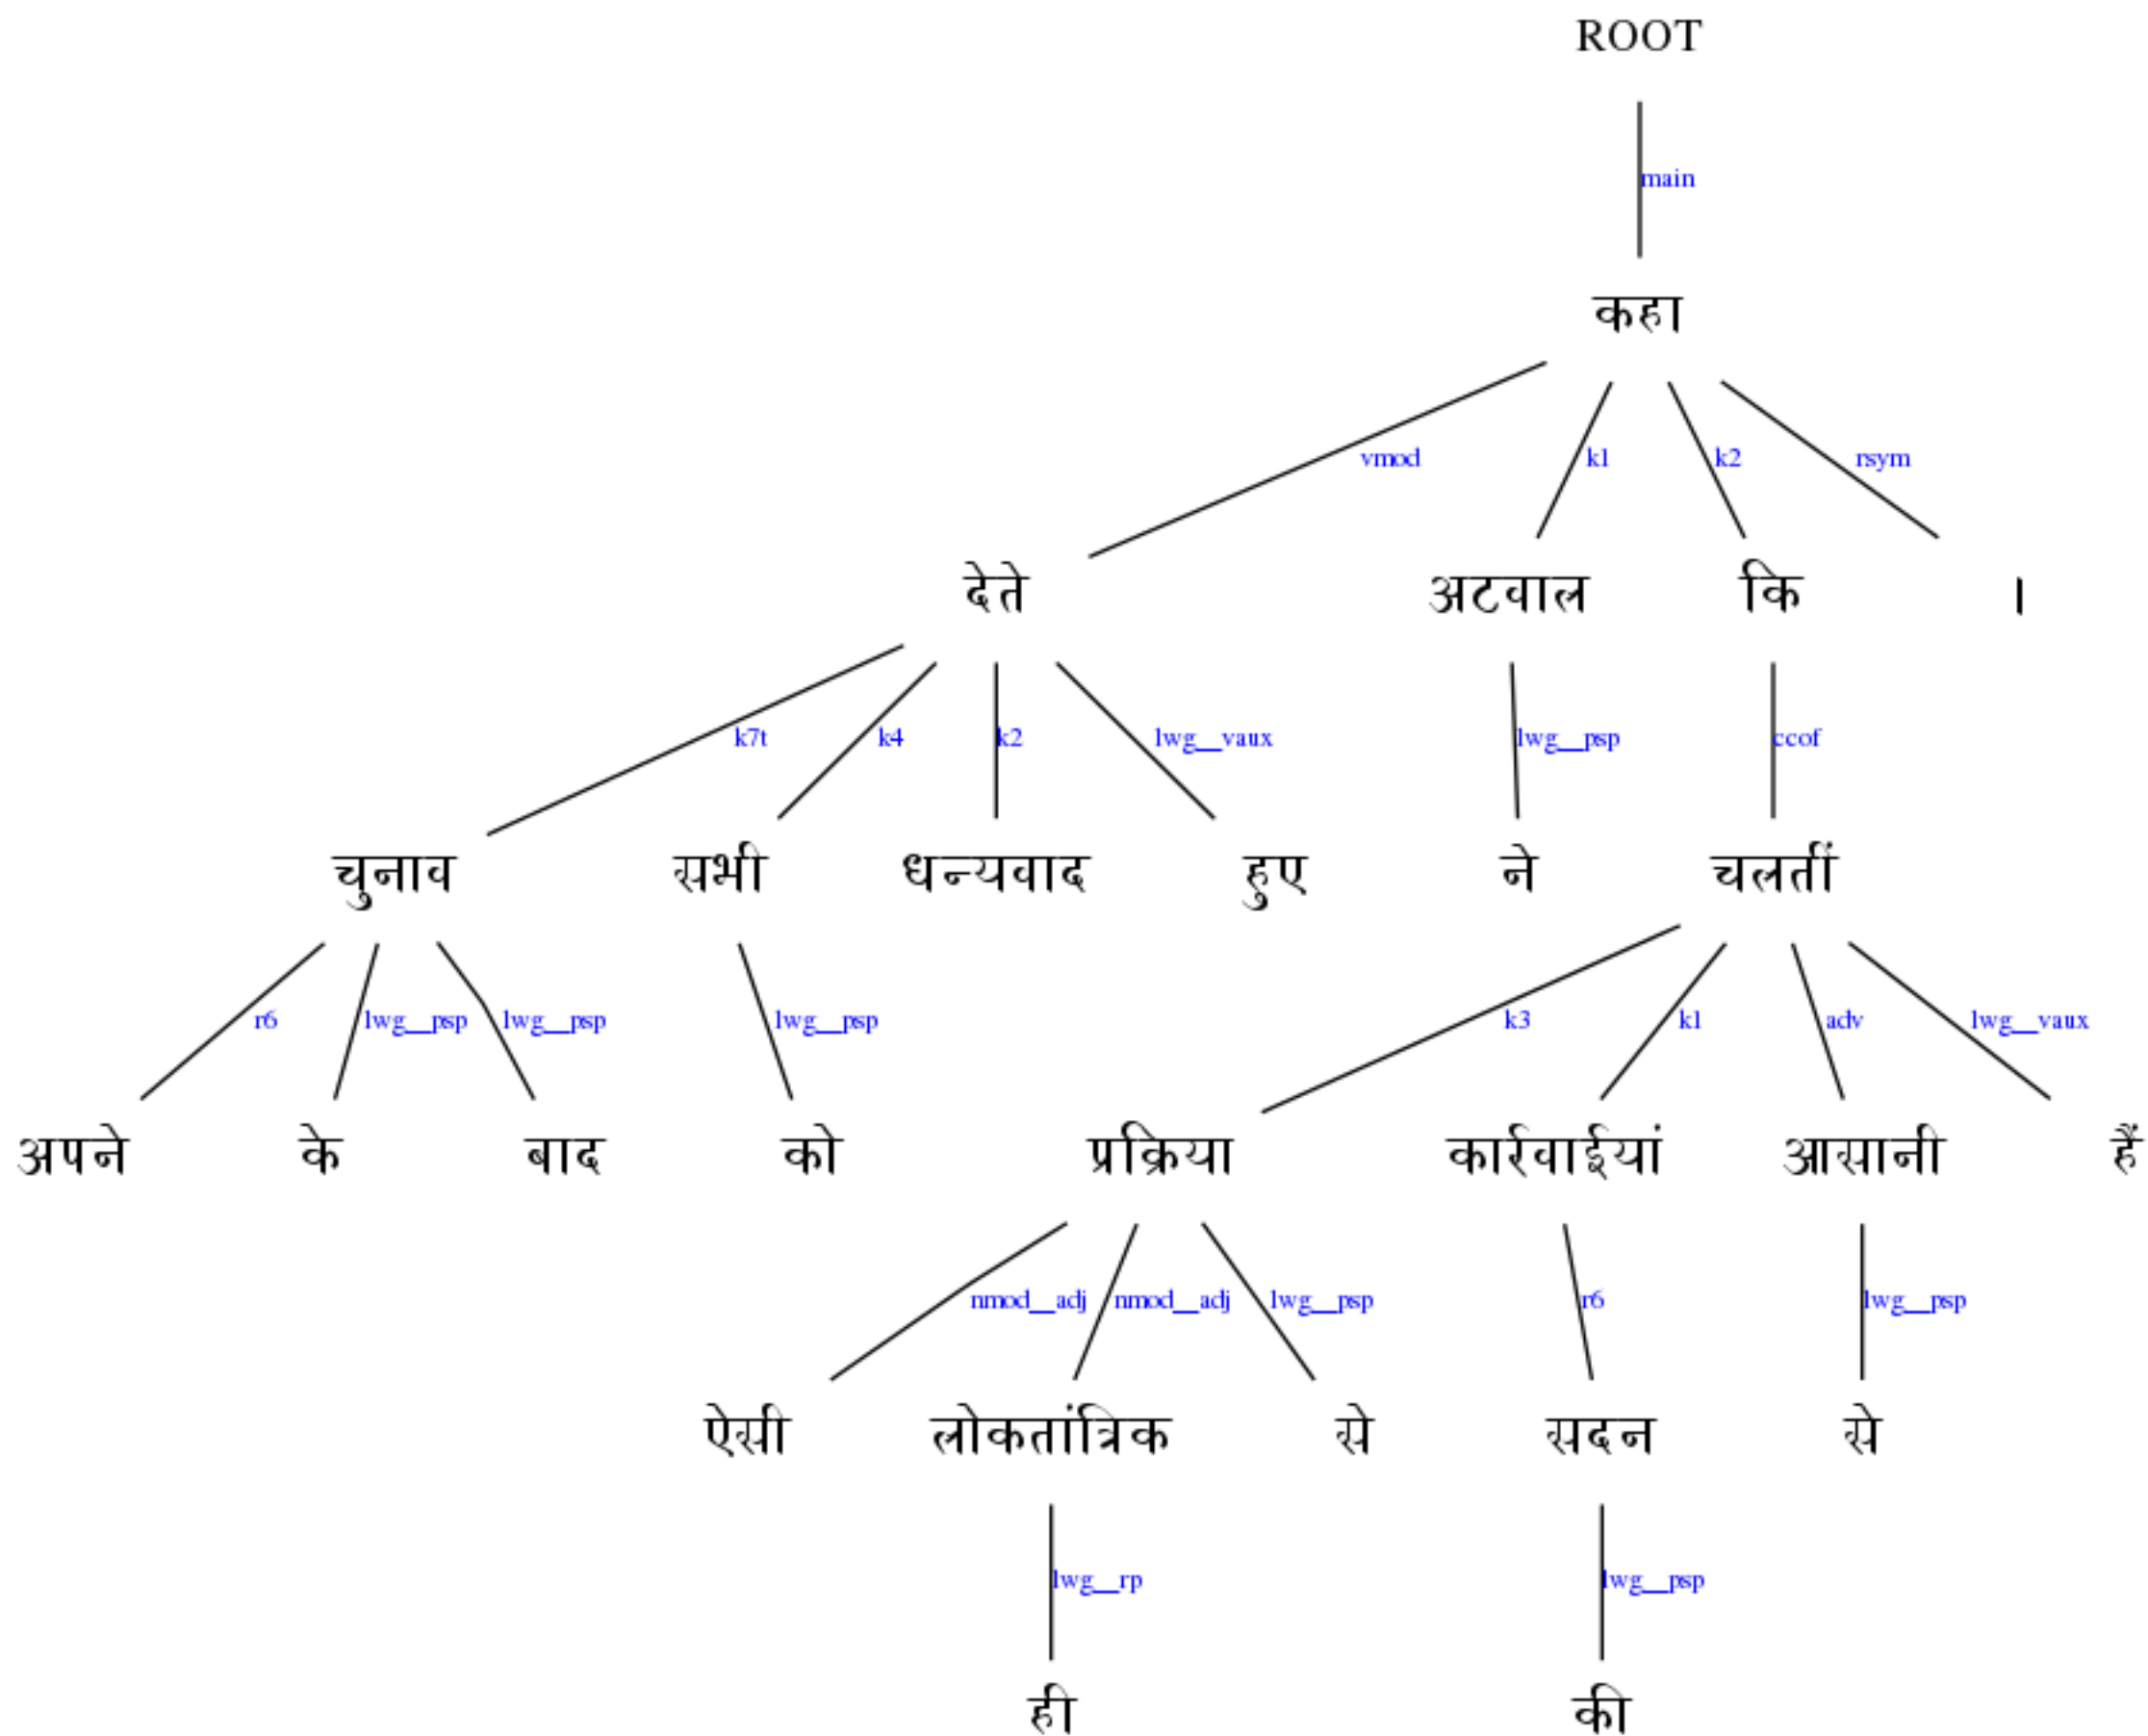 ROOT
main
कहा
vmod k1 k2 rsym
देते अटवाल कि ।
k7t k4 k2 lwg__vaux lwg__psp ccof
चुनाव सभी धन्यवाद हुए ने चलतीं
r6 lwg__psp lwg__psp lwg__psp k3 k1 adv lwg__vaux
अपने के बाद को प्रक्रिया कार्रवाईयां आसानी हैं
nmod__adj nmod__adj lwg__psp r6 lwg__psp
ऐसी लोकतांत्रिक से सदन से
lwg__rp lwg__psp
ही की